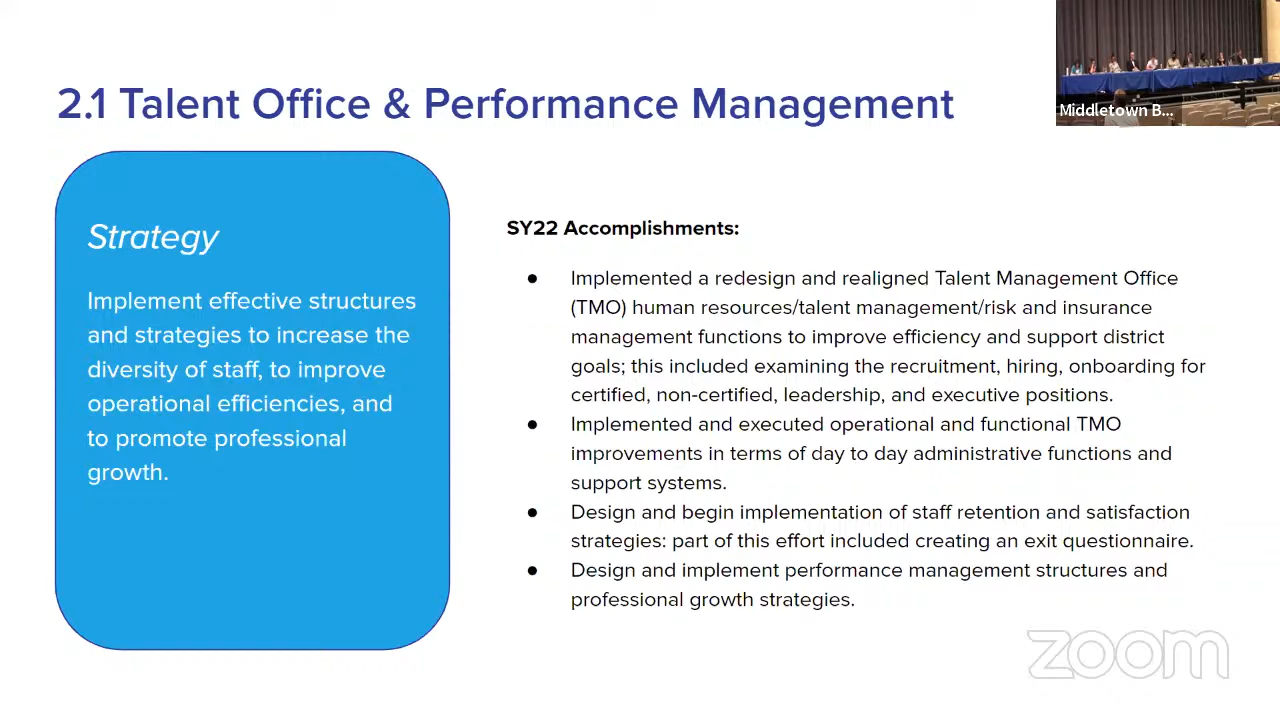 2.1 Talent Office & Performance Management
Middletown B...
Strategy
Implement effective structures
and strategies to increase the
diversity of staff, to improve
operational efficiencies, and
to promote professional
growth.
SY22 Accomplishments:
● Implemented a redesign and realigned Talent Management Office
(TMO) human resources/talent management/risk and insurance
management functions to improve efficiency and support district
goals; this included examining the recruitment, hiring, onboarding for
certified, non-certified, leadership, and executive positions.
● Implemented and executed operational and functional TMO
improvements in terms of day to day administrative functions and
support systems.
● Design and begin implementation of staff retention and satisfaction
strategies: part of this effort included creating an exit questionnaire.
● Design and implement performance management structures and
professional growth strategies.
zoom